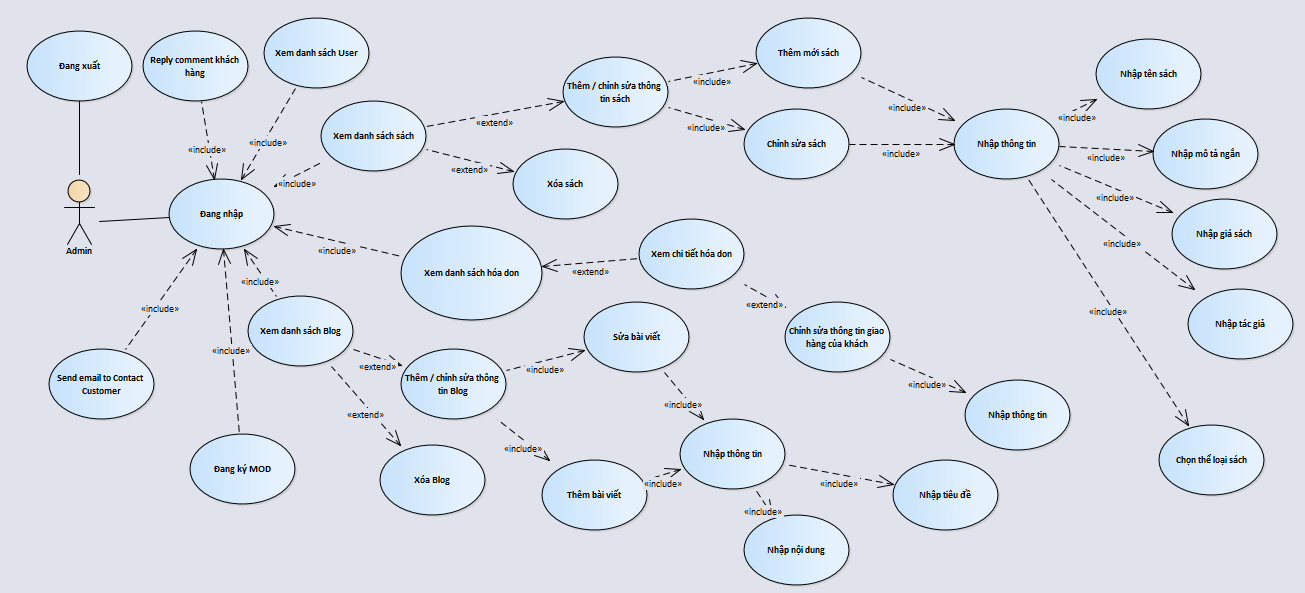 Đang xuất
Reply comment khách
hàng
Xem danh sách User
Xem danh sách sách
Thêm / chỉnh sửa thông
tin sách
Thêm mới sách
Chỉnh sửa sách
Xóa sách
Nhập thông tin
Nhập tên sách
Nhập mô tả ngắn
Nhập giá sách
Nhập tác giả
Chọn thể loại sách
«include»
«include»
«include»
«extend»
«extend»
«include»
«include»
«include»
«include»
«include»
«include»
«include»
«include»
«include»
Admin
Đang nhập
Xem danh sách hóa don
Xem chi tiết hóa don
Chỉnh sửa thông tin giao
hàng của khách
Nhập thông tin
«include»
«extend»
«extend»
«include»
«include»
«include»
«include»
Send email to Contact
Customer
Đang ký MOD
Xem danh sách Blog
Thêm / chỉnh sửa thông
tin Blog
Xóa Blog
Sửa bài viết
Thêm bài viết
Nhập thông tin
Nhập tiêu đề
Nhập nội dung
«extend»
«extend»
«include»
«include»
«include»
«include»
«include»
«include»